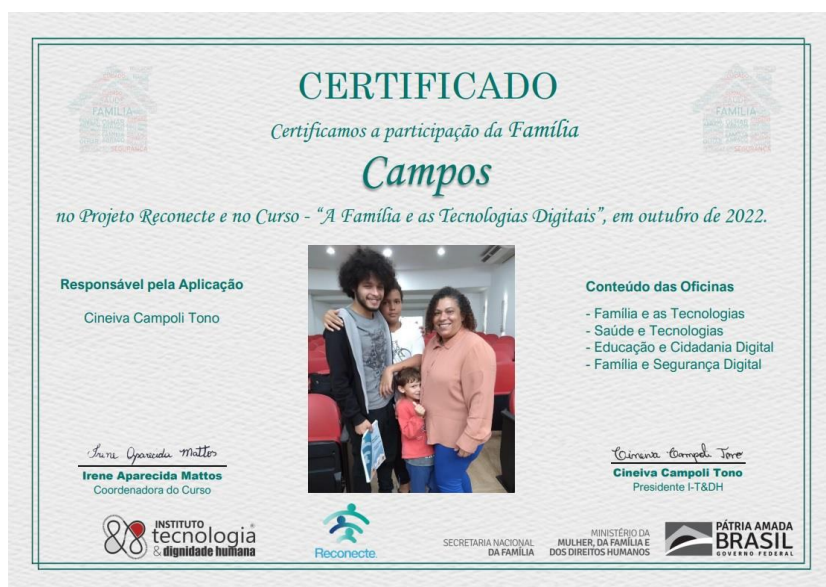 CERTIFICADO
Certificamos a participação da Família
Campos
no Projeto Reconecte e no Curso - “A Família e as Tecnologias Digitais”, em outubro de 2022.
Responsável pela Aplicação
Cineiva Campoli Tono
Conteúdo das Oficinas
- Família e as Tecnologias
- Saúde e Tecnologias
- Educação e Cidadania Digital
- Família e Segurança Digital
Irene Aparecida Mattos
Irene Aparecida Mattos
Coordenadora do Curso
Cineiva Campoli Tono
Cineiva Campoli Tono
Presidente I-T&DH
INSTITUTO
tecnologia
& dignidade humana
Reconecte
SECRETARIA NACIONAL
DA FAMÍLIA
MINISTÉRIO DA
MULHER, DA FAMÍLIA E
DOS DIREITOS HUMANOS
PÁTRIA AMADA
BRASIL
GOVERNO FEDERAL
FAMÍLIA
SEGURANÇA
FAMÍLIA
SEGURANÇA